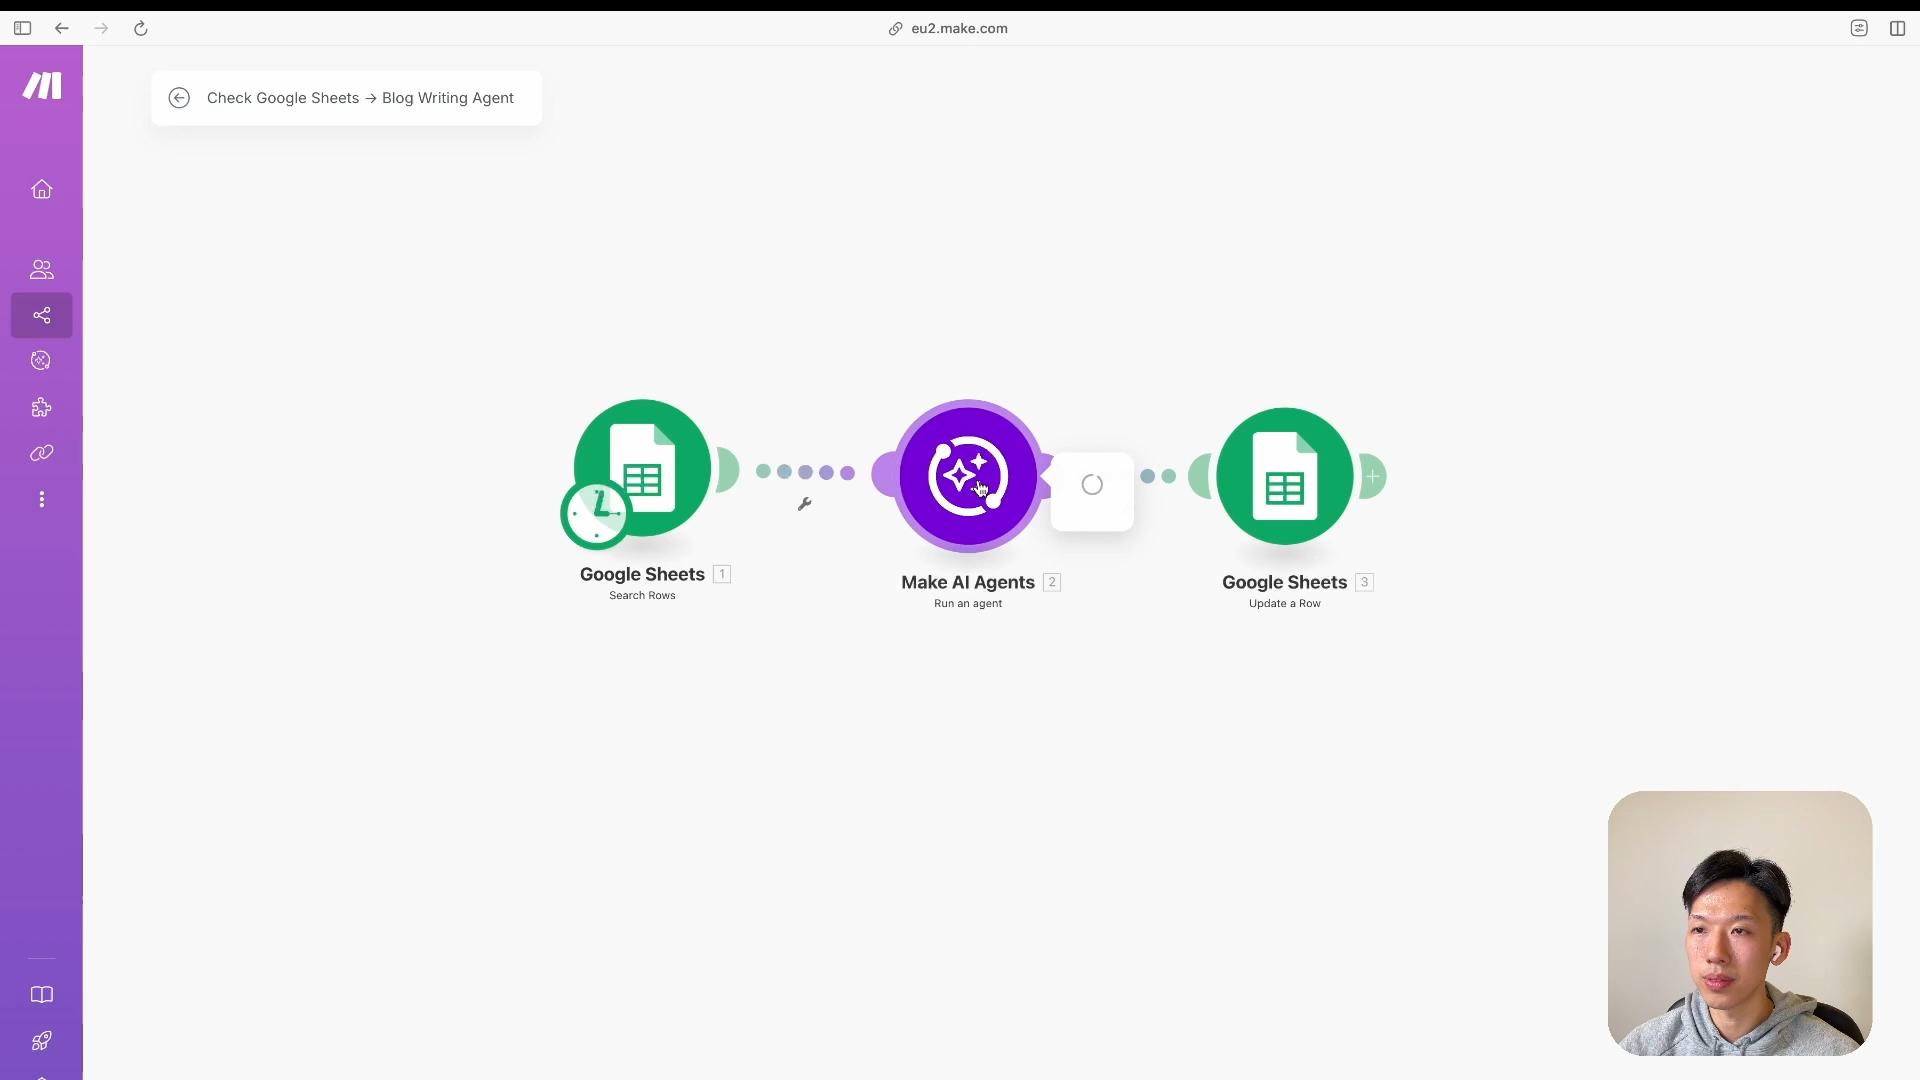 eu2.make.com
Check Google Sheets → Blog Writing Agent
Google Sheets 1
Search Rows
Make AI Agents 2
Run an agent
Google Sheets 3
Update a Row